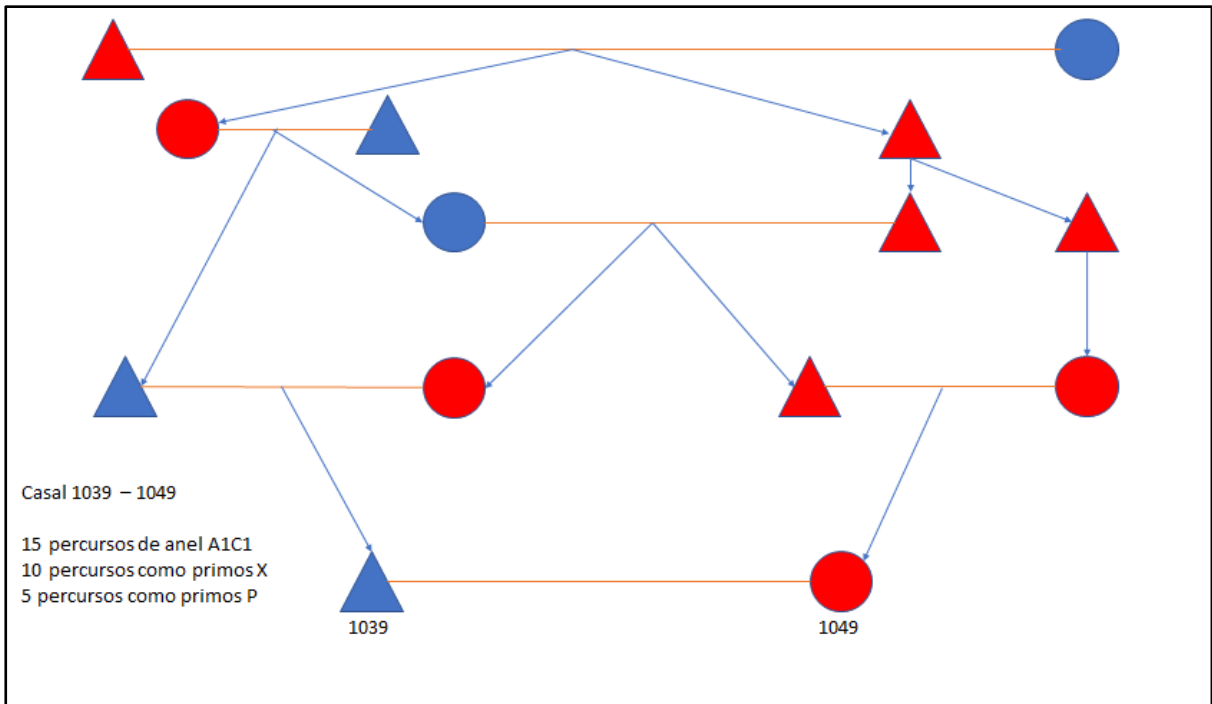 Casal 1039 – 1049
15 percursos de anel A1C1
10 percursos como primos X
5 percursos como primos P
1039
1049